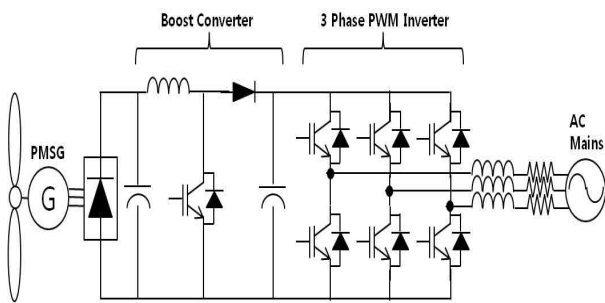 Boost Converter
3 Phase PWM Inverter
PMSG
G
AC
Mains